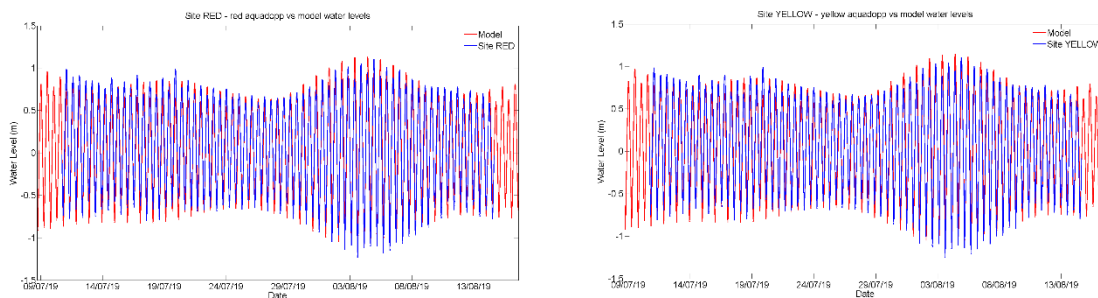 Site RED - red aquadopp vs model water levels
Model
Site RED
1.5
1
0.5
0
-0.5
-1
-1.5
Water Level (m)
09/07/19 14/07/19 19/07/19 24/07/19 29/07/19 03/08/19 08/08/19 13/08/19
Date
Site YELLOW - yellow aquadopp vs model water levels
Model
Site YELLOW
1.5
1
0.5
0
-0.5
-1
-1.5
Water Level (m)
09/07/19 14/07/19 19/07/19 24/07/19 29/07/19 03/08/19 08/08/19 13/08/19
Date